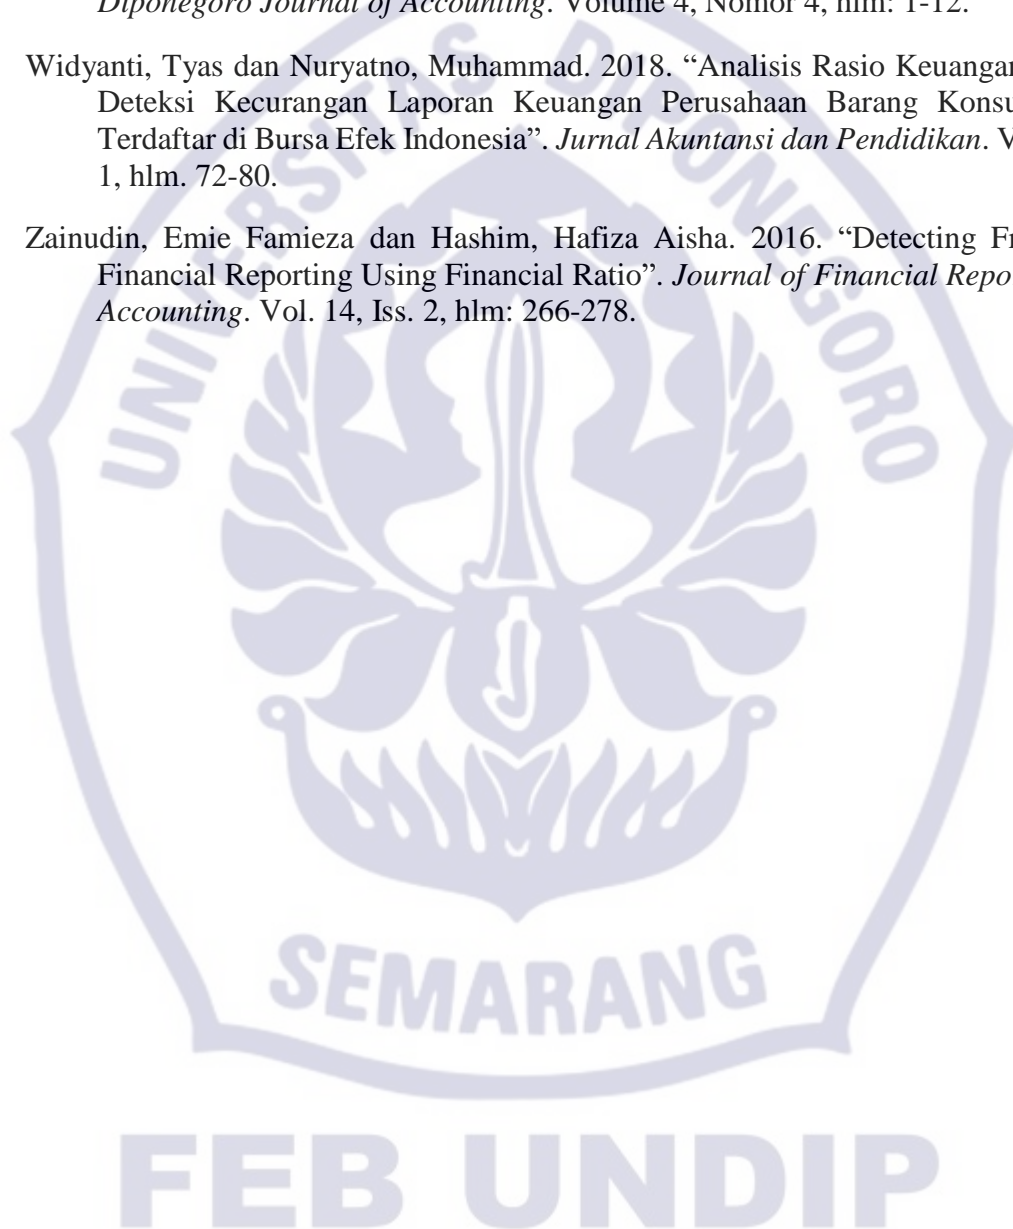 Diponegoro Journal of Accounting. Volume 4, Nomor 4, hlm: 1-12.
Widyanti, Tyas dan Nuryatno, Muhammad. 2018. “Analisis Rasio Keuangan
Deteksi Kecurangan Laporan Keuangan Perusahaan Barang Konsu
Terdaftar di Bursa Efek Indonesia”. Jurnal Akuntansi dan Pendidikan. V
1, hlm. 72-80.
Zainudin, Emie Famieza dan Hashim, Hafiza Aisha. 2016. “Detecting Fr
Financial Reporting Using Financial Ratio”. Journal of Financial Repo
Accounting. Vol. 14, Iss. 2, hlm: 266-278.
UNIVERSITAS DIPONEGORO
SEMARANG
FEB UNDIP